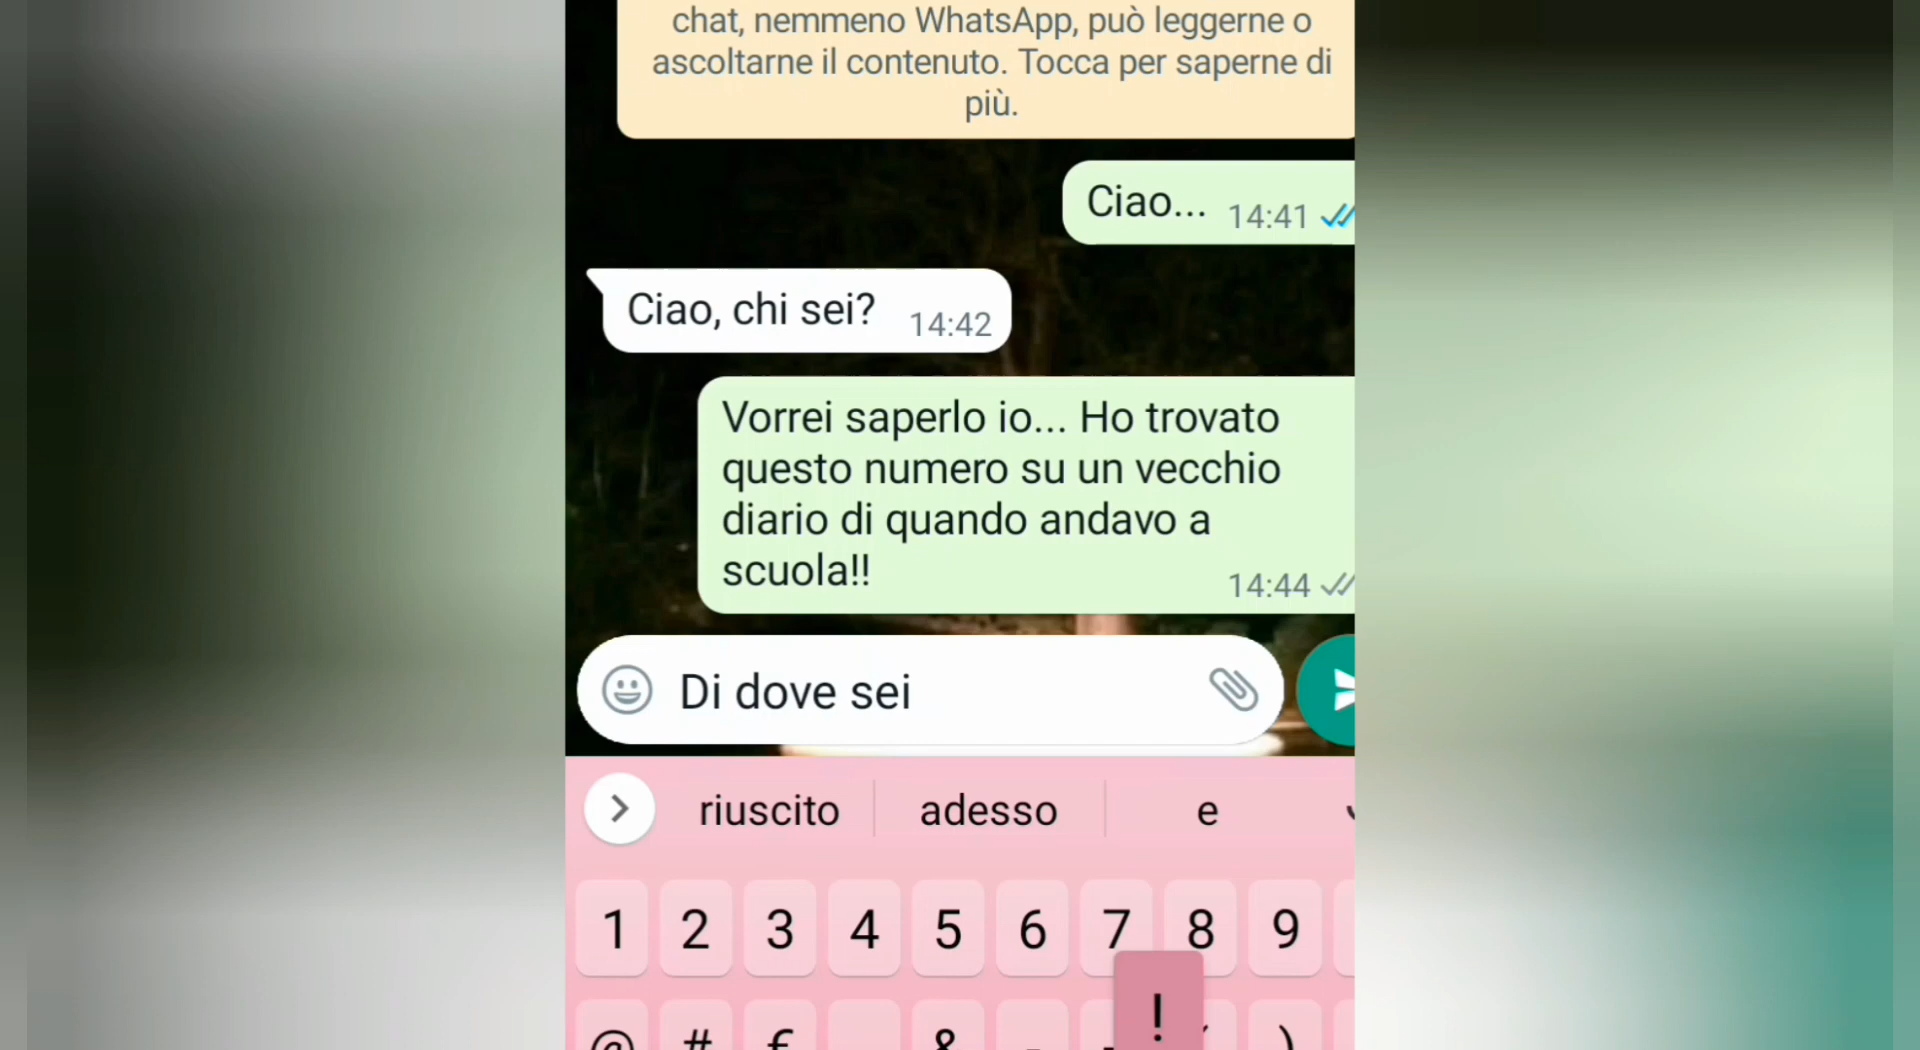 chat, nemmeno WhatsApp, può leggerne o
ascoltarne il contenuto. Tocca per saperne di
più.
Ciao... 14:41
Ciao, chi sei? 14:42
Vorrei saperlo io... Ho trovato
questo numero su un vecchio
diario di quando andavo a
scuola!! 14:44
Di dove sei
riuscito adesso e
1 2 3 4 5 6 7 8 9
@ # € & - ! )